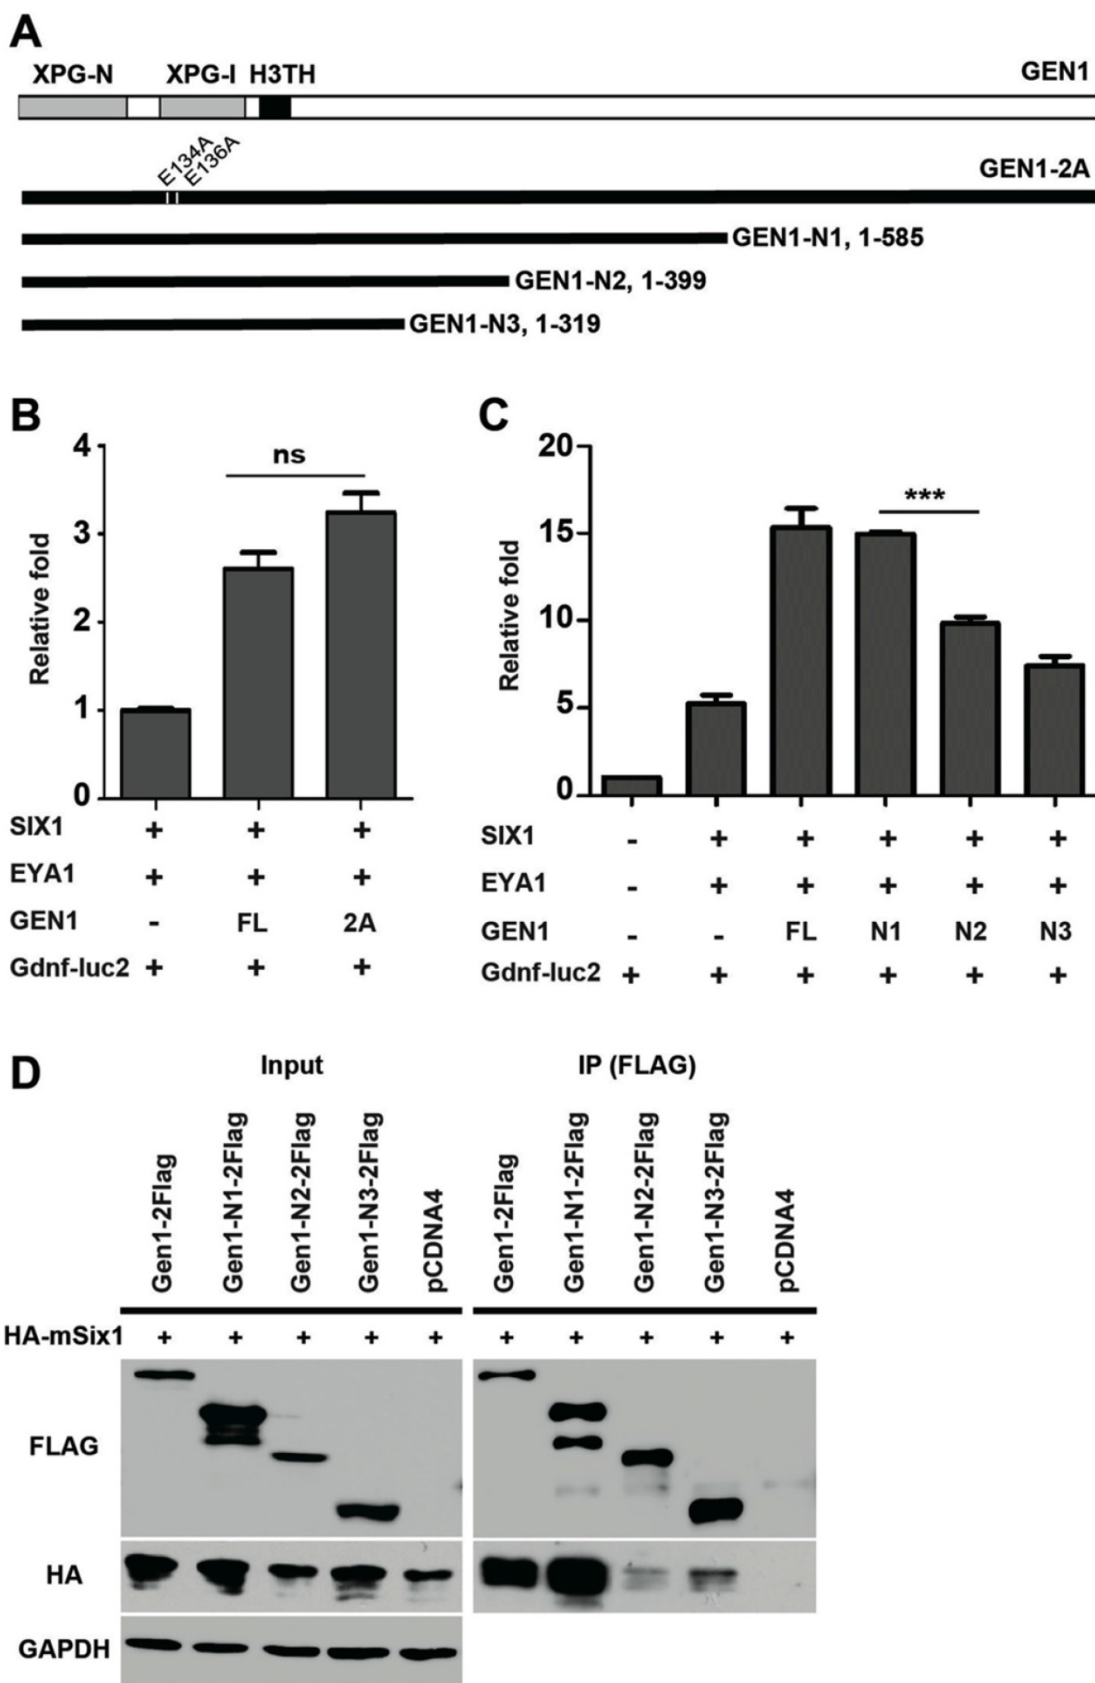 A
XPG-N XPG-I H3TH GEN1
E134A
E136A
GEN1-2A
GEN1-N1, 1-585
GEN1-N2, 1-399
GEN1-N3, 1-319
B
4
3
2
1
0
Relative fold
ns
SIX1 + + +
EYA1 + + +
GEN1 - FL 2A
Gdnf-luc2 + + +
C
20
15
10
5
0
Relative fold
***
SIX1 - + + + + +
EYA1 - + + + + +
GEN1 - - FL N1 N2 N3
Gdnf-luc2 + + + + + +
D
Input IP (FLAG)
Gen1-2Flag
Gen1-N1-2Flag
Gen1-N2-2Flag
Gen1-N3-2Flag
pCDNA4
Gen1-2Flag
Gen1-N1-2Flag
Gen1-N2-2Flag
Gen1-N3-2Flag
pCDNA4
HA-mSix1 + + + + + + + + + +
FLAG
HA
GAPDH